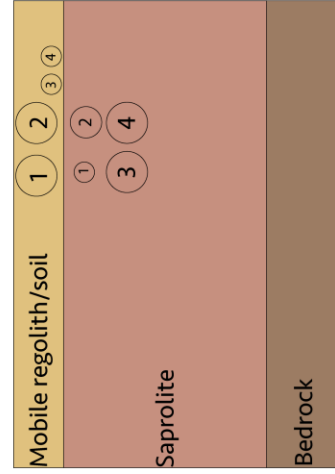 Mobile regolith/soil 1 2
3 4
1 2
3 4
Saprolite
Bedrock